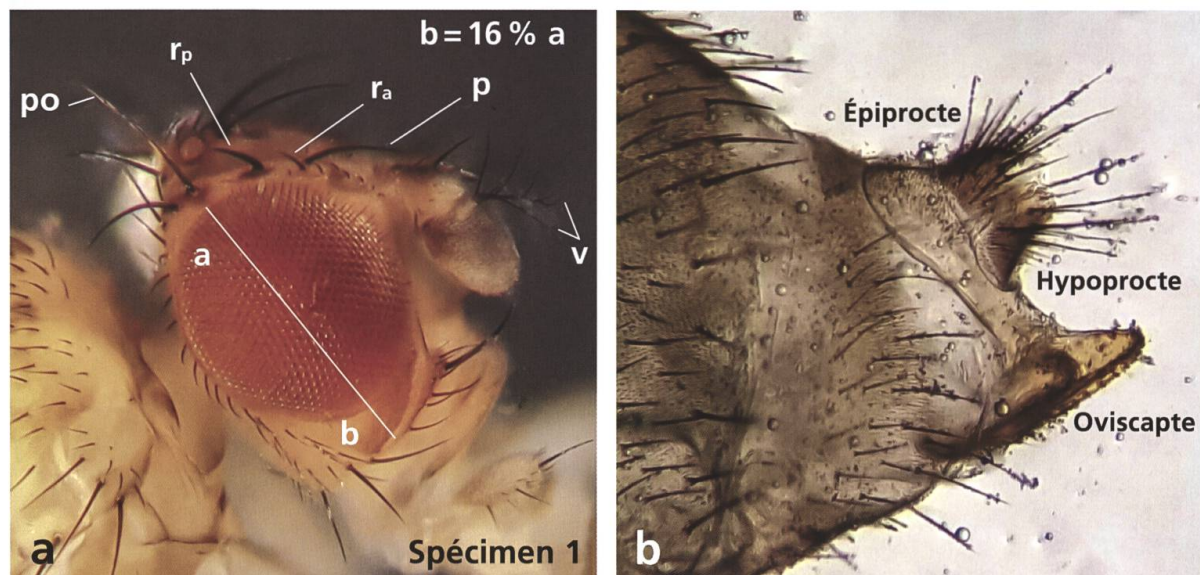 b = 16 % a
rp
ra
p
po
v
a
b
a
Spécimen 1
Épiprocte
Hypoprocte
Oviscapte
b